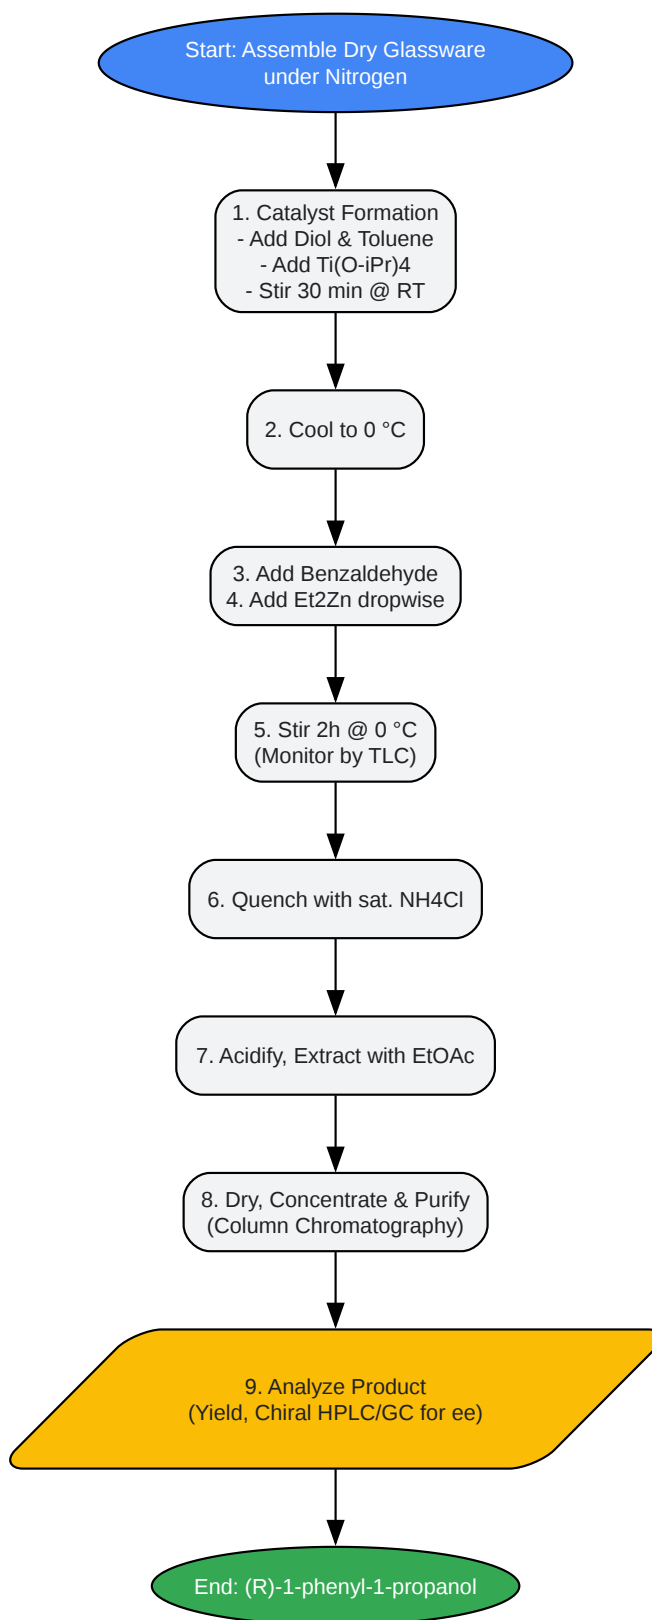 Start: Assemble Dry Glassware
under Nitrogen
1. Catalyst Formation
- Add Diol & Toluene
- Add Ti(O-iPr)4
- Stir 30 min @ RT
2. Cool to 0 °C
3. Add Benzaldehyde
4. Add Et2Zn dropwise
5. Stir 2h @ 0 °C
(Monitor by TLC)
6. Quench with sat. NH4Cl
7. Acidify, Extract with EtOAc
8. Dry, Concentrate & Purify
(Column Chromatography)
9. Analyze Product
(Yield, Chiral HPLC/GC for ee)
End: (R)-1-phenyl-1-propanol